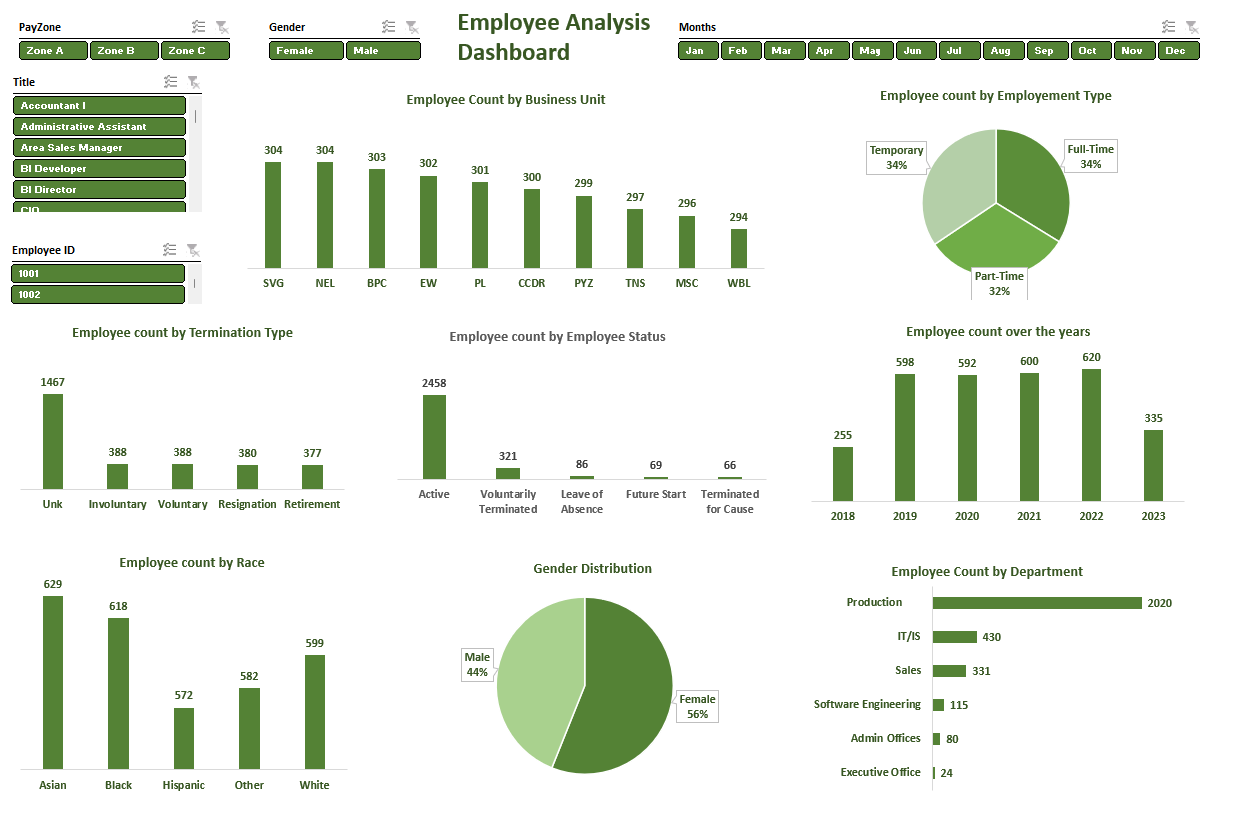 PayZone
Zone A
Zone B
Zone C
Gender
Female
Male
Employee Analysis
Dashboard
Months
Jan
Feb
Mar
Apr
May
Jun
Jul
Aug
Sep
Oct
Nov
Dec
Title
Accountant I
Administrative Assistant
Area Sales Manager
BI Developer
BI Director
CIO
Employee ID
1001
1002
Employee Count by Business Unit
304
304
303
302
301
300
299
297
296
294
SVG
NEL
BPC
EW
PL
CCDR
PYZ
TNS
MSC
WBL
Employee count by Employement Type
Temporary
34%
Full-Time
34%
Part-Time
32%
Employee count by Termination Type
1467
388
388
380
377
Unk
Involuntary
Voluntary
Resignation
Retirement
Employee count by Employee Status
2458
321
86
69
66
Active
Voluntarily
Terminated
Leave of
Absence
Future Start
Terminated
for Cause
Employee count over the years
255
598
592
600
620
335
2018
2019
2020
2021
2022
2023
Employee count by Race
629
618
572
582
599
Asian
Black
Hispanic
Other
White
Gender Distribution
Male
44%
Female
56%
Employee Count by Department
Production
2020
IT/IS
430
Sales
331
Software Engineering
115
Admin Offices
80
Executive Office
24